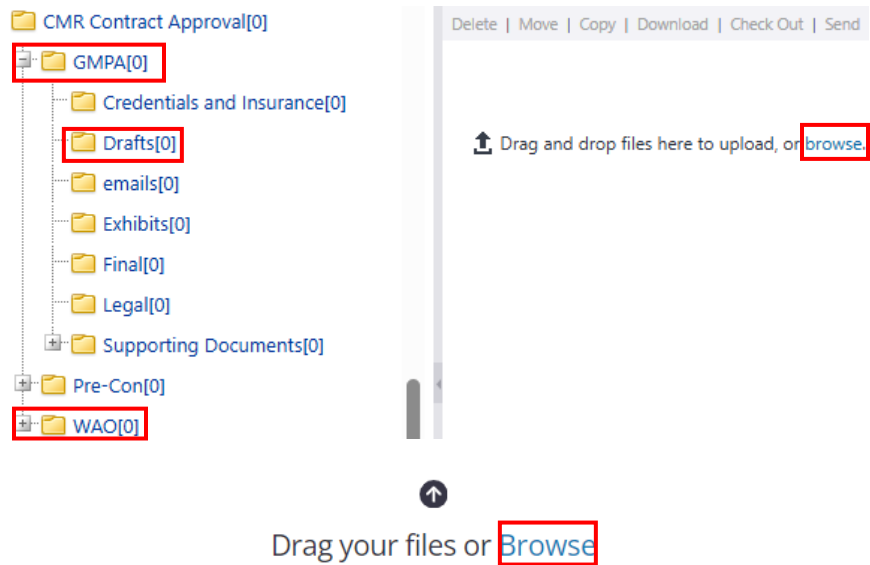 CMR Contract Approval[0]
Delete | Move | Copy | Download | Check Out | Send
GMPA[0]
Credentials and Insurance[0]
Drafts[0]
Drag and drop files here to upload, or browse.
emails[0]
Exhibits[0]
Final[0]
Legal[0]
Supporting Documents[0]
Pre-Con[0]
WAO[0]
Drag your files or Browse